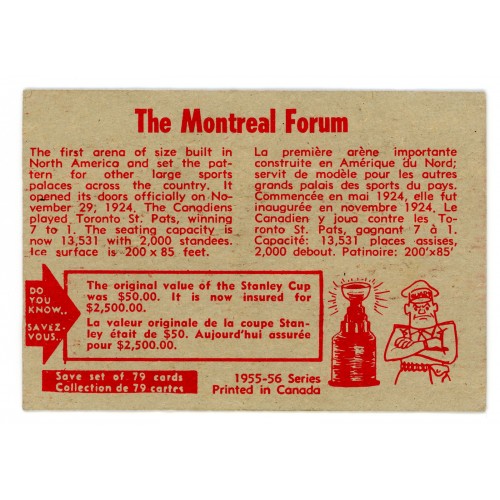 The Montreal Forum
The first arena of size built in
North America and set the pat-
tern for other large sports
palaces across the country. It
opened its doors officially on No-
vember 29; 1924. The Canadiens
played Toronto St. Pats, winning
7 to 1. The seating capacity is
now 13,531 with 2,000 standees.
Ice surface is 200 x 85 feet.
La première arène importante
construite en Amérique du Nord;
servit de modèle pour les autres
grands palais des sports du pays.
Commencée en mai 1924, elle fut
inaugurée en novembre 1924. Le
Canadien y joua contre les To-
ronto St. Pats, gagnant 7 à 1.
Capacité: 13,531 places assises,
2,000 debout. Patinoire: 200'x85'
DO
YOU
KNOW..
SAVEZ-
VOUS.
The original value of the Stanley Cup
was $50.00. It is now insured for
$2,500.00.
La valeur originale de la coupe Stan-
ley était de $50. Aujourd'hui assurée
pour $2,500.00.
Save set of 79 cards
Collection de 79 cartes
1955-56 Series
Printed in Canada